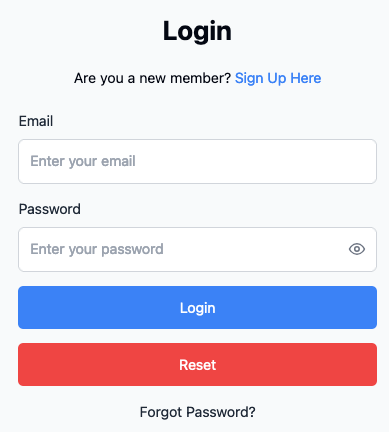 Login
Are you a new member? Sign Up Here
Email
Enter your email
Password
Enter your password
Login
Reset
Forgot Password?